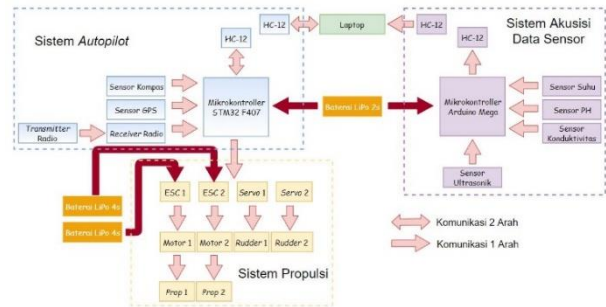 Sistem Autopilot
HC-12
HC-12
Laptop
HC-12
HC-12
Sistem Akusisi
Data Sensor
Sensor Kompas
Sensor GPS
Transmitter
Radio
Receiver Radio
Mikrokontroller
STM32 F407
Baterai LiPo 2s
Mikrokontroller
Arduino Mega
Sensor Suhu
Sensor PH
Sensor
Konduktivitas
Sensor
Ultrasonik
Baterai LiPo 4s
Baterai LiPo 4s
ESC 1
ESC 2
Servo 1
Servo 2
Motor 1
Motor 2
Rudder 1
Rudder 2
Prop 1
Prop 2
Sistem Propulsi
Komunikasi 2 Arah
Komunikasi 1 Arah